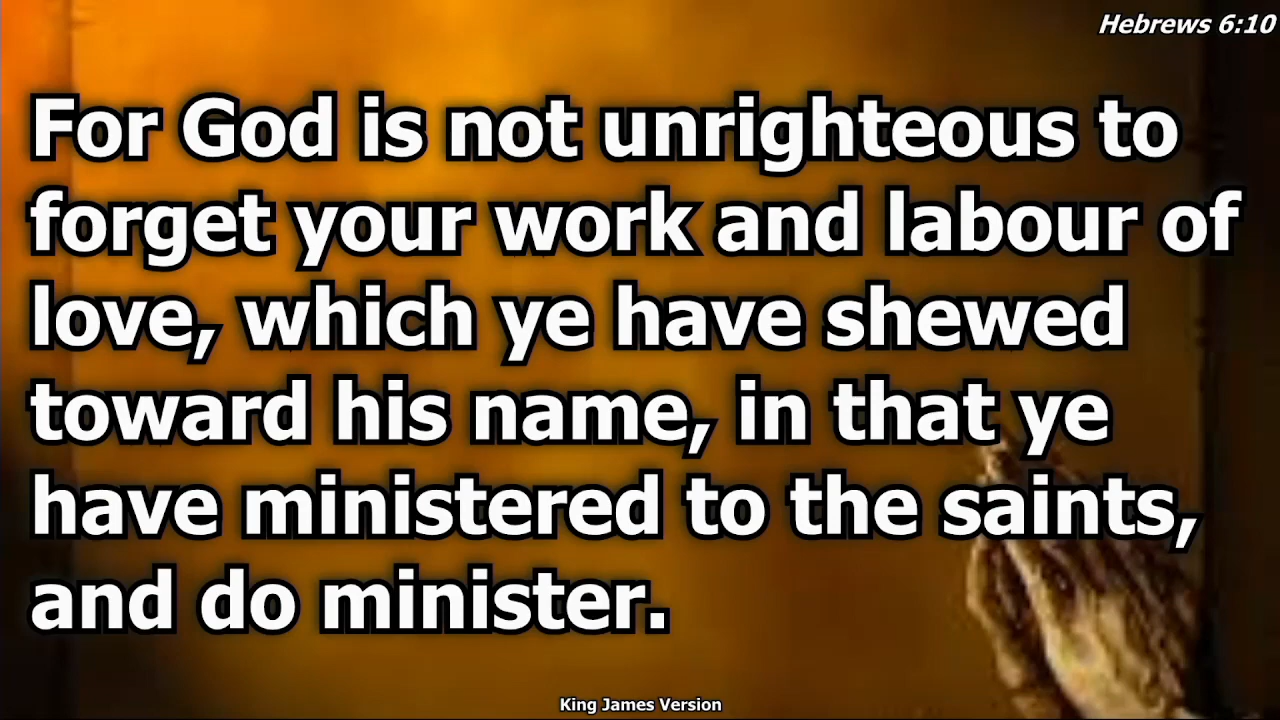 Hebrews 6:10
For God is not unrighteous to
forget your work and labour of
love, which ye have shewed
toward his name, in that ye
have ministered to the saints,
and do minister.
King James Version